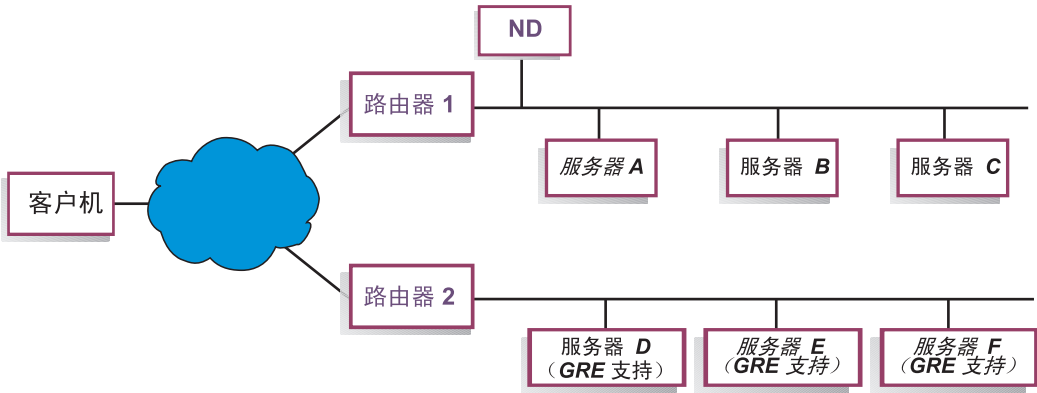 ND
路由器 1
服务器 A
服务器 B
服务器 C
客户机
路由器 2
服务器 D
（GRE 支持）
服务器 E
（GRE 支持）
服务器 F
（GRE 支持）